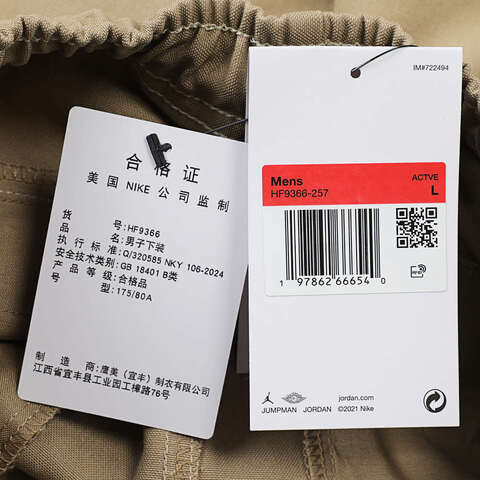 合格证
美国 NIKE 公司监制
货号:HF9366
品名:男子下装
执行标准:Q/320585 NKY 106-2024
安全技术类别:GB 18401 B类
产品等级:合格品
型:175/80A
制造商:鹰美(宜丰)制衣有限公司
江西省宜丰县工业园工樟路76号
IM#722494
Mens
HF9366-257
ACTVE
L
1 97862 66654 0
JUMPMAN
JORDAN
jordan.com
©2021 Nike